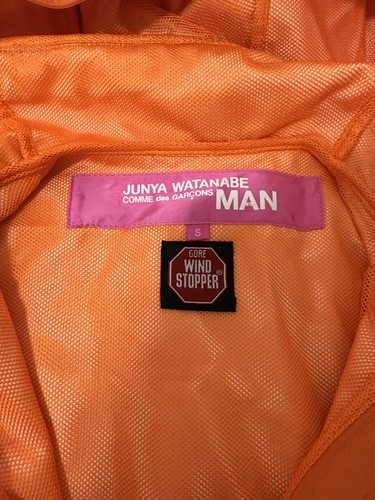 JUNYA WATANABE
COMME des GARÇONS MAN
S
GORE
WIND
STOPPER®